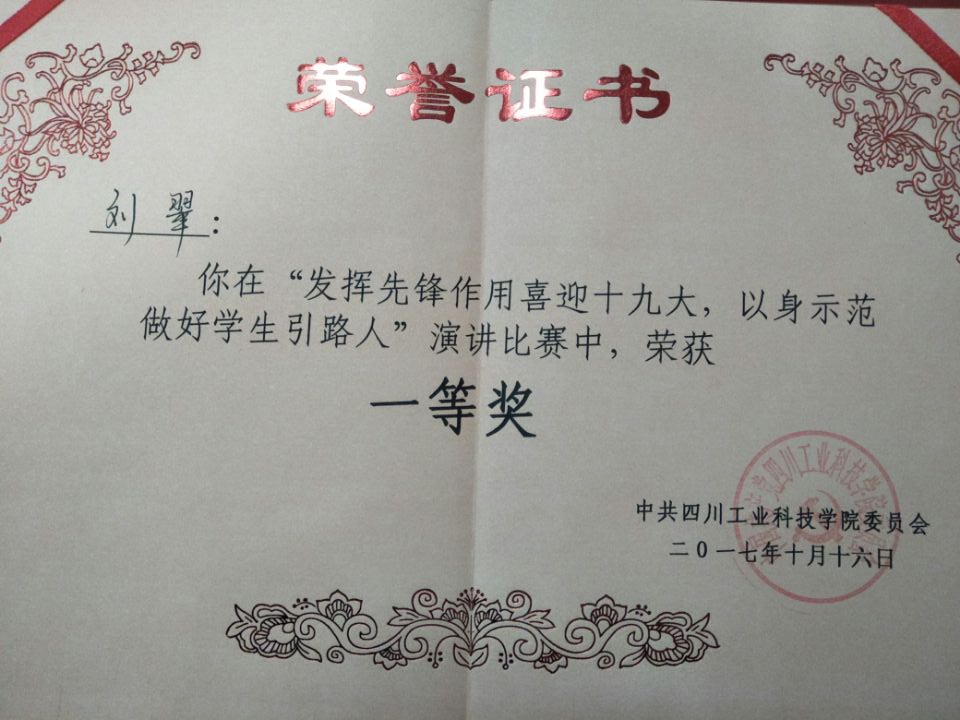 荣誉证书
刘翠:
你在“发挥先锋作用喜迎十九大,以身示范
做好学生引路人”演讲比赛中,荣获
一等奖
中共四川工业科技学院委员会
二〇一七年十月十六日